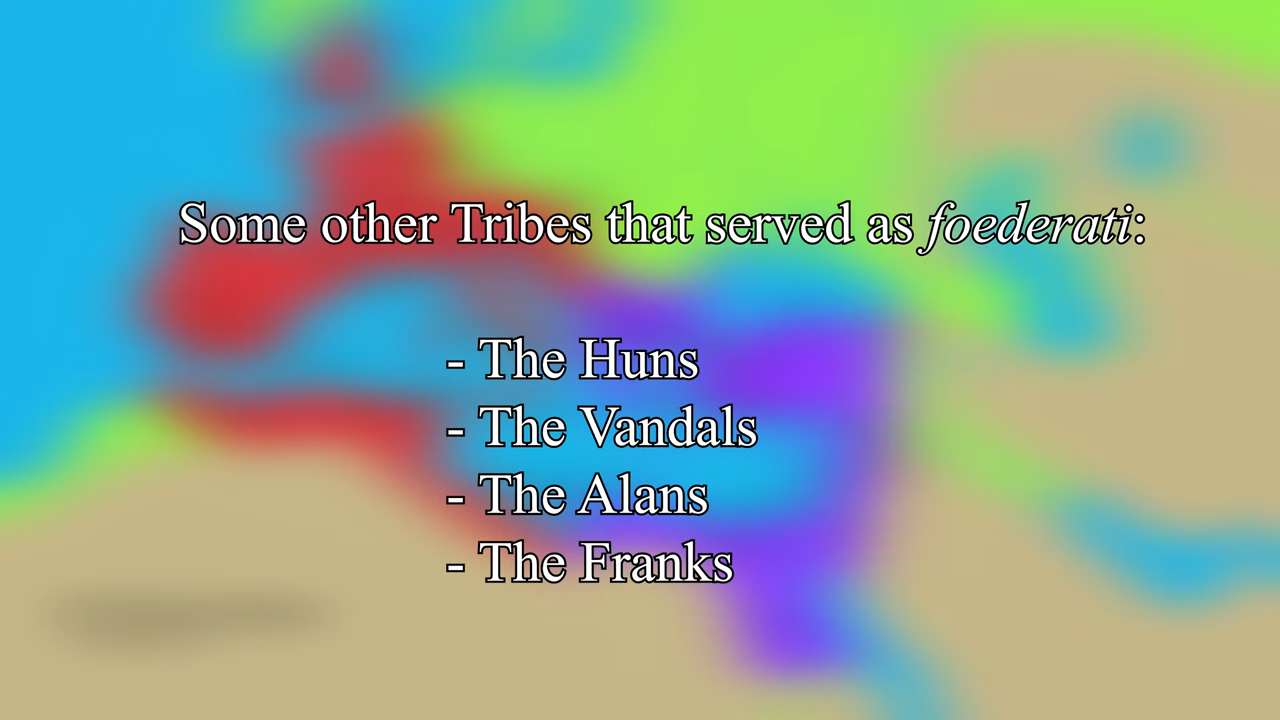 Some other Tribes that served as foederati:
- The Huns
- The Vandals
- The Alans
- The Franks